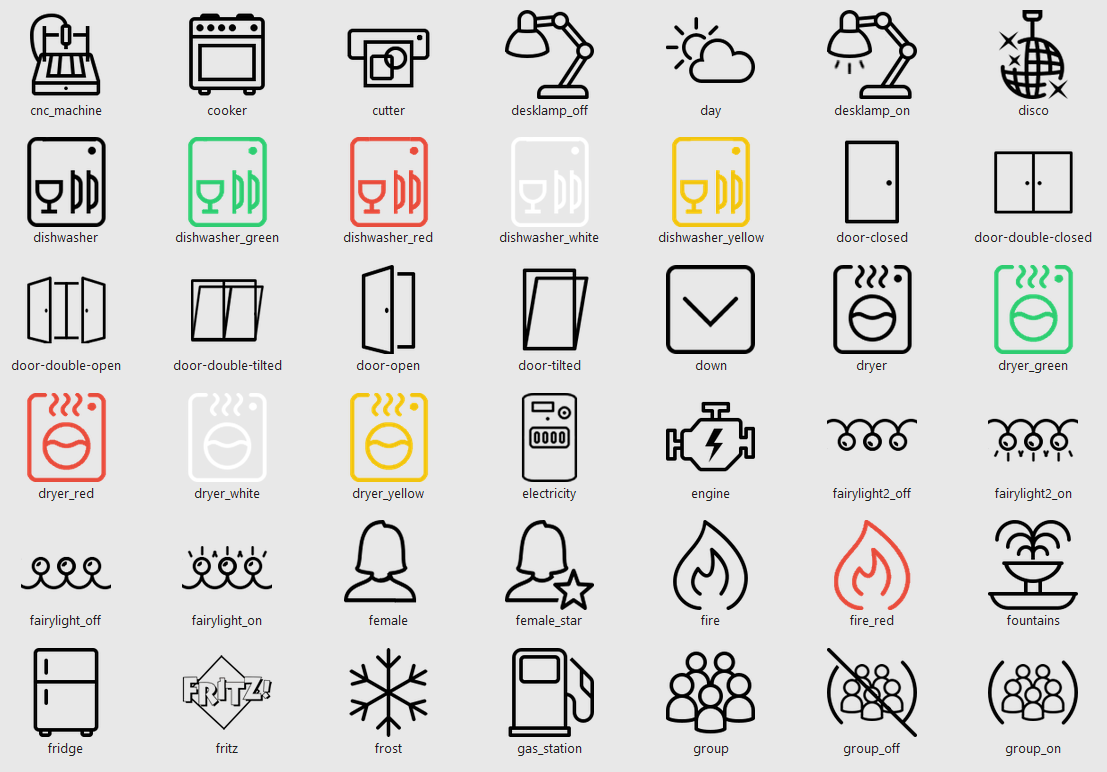 cnc_machine cooker cutter desklamp_off day desklamp_on disco
dishwasher dishwasher_green dishwasher_red dishwasher_white dishwasher_yellow door-closed door-double-closed
door-double-open door-double-tilted door-open door-tilted down dryer dryer_green
dryer_red dryer_white dryer_yellow electricity engine fairylight2_off fairylight2_on
0000
fairylight_off fairylight_on female female_star fire fire_red fountains
FRITZ!
fridge fritz frost gas_station group group_off group_on